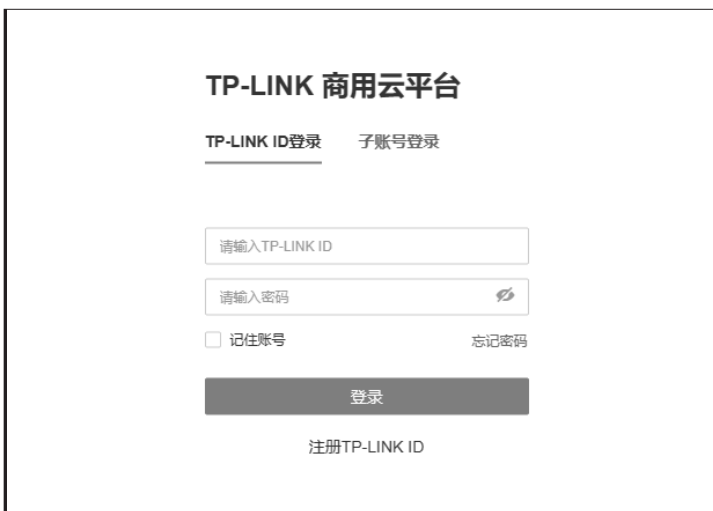 TP-LINK 商用云平台
TP-LINK ID登录 子账号登录
请输入TP-LINK ID
请输入密码
记住账号 忘记密码
登录
注册TP-LINK ID